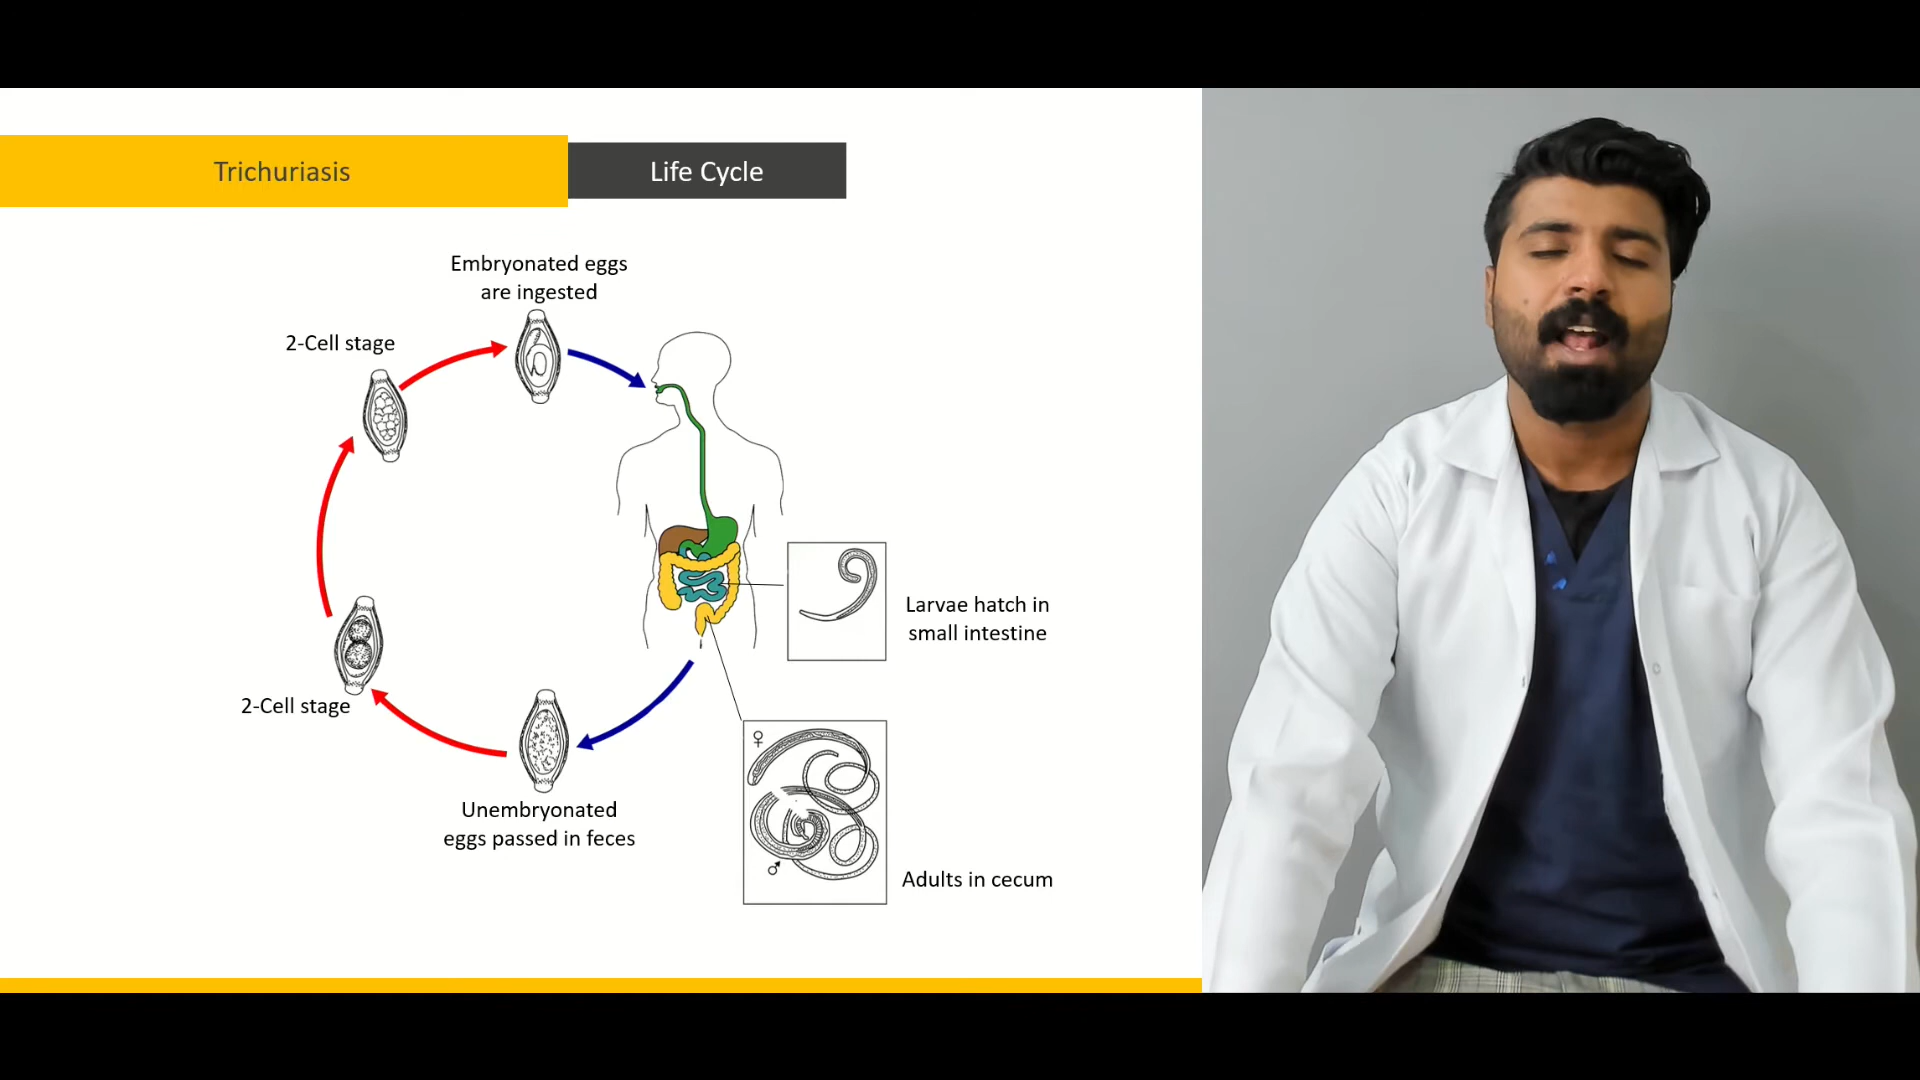 Trichuriasis
Life Cycle
Embryonated eggs
are ingested
2-Cell stage
2-Cell stage
Unembryonated
eggs passed in feces
Larvae hatch in
small intestine
♀
♂
Adults in cecum